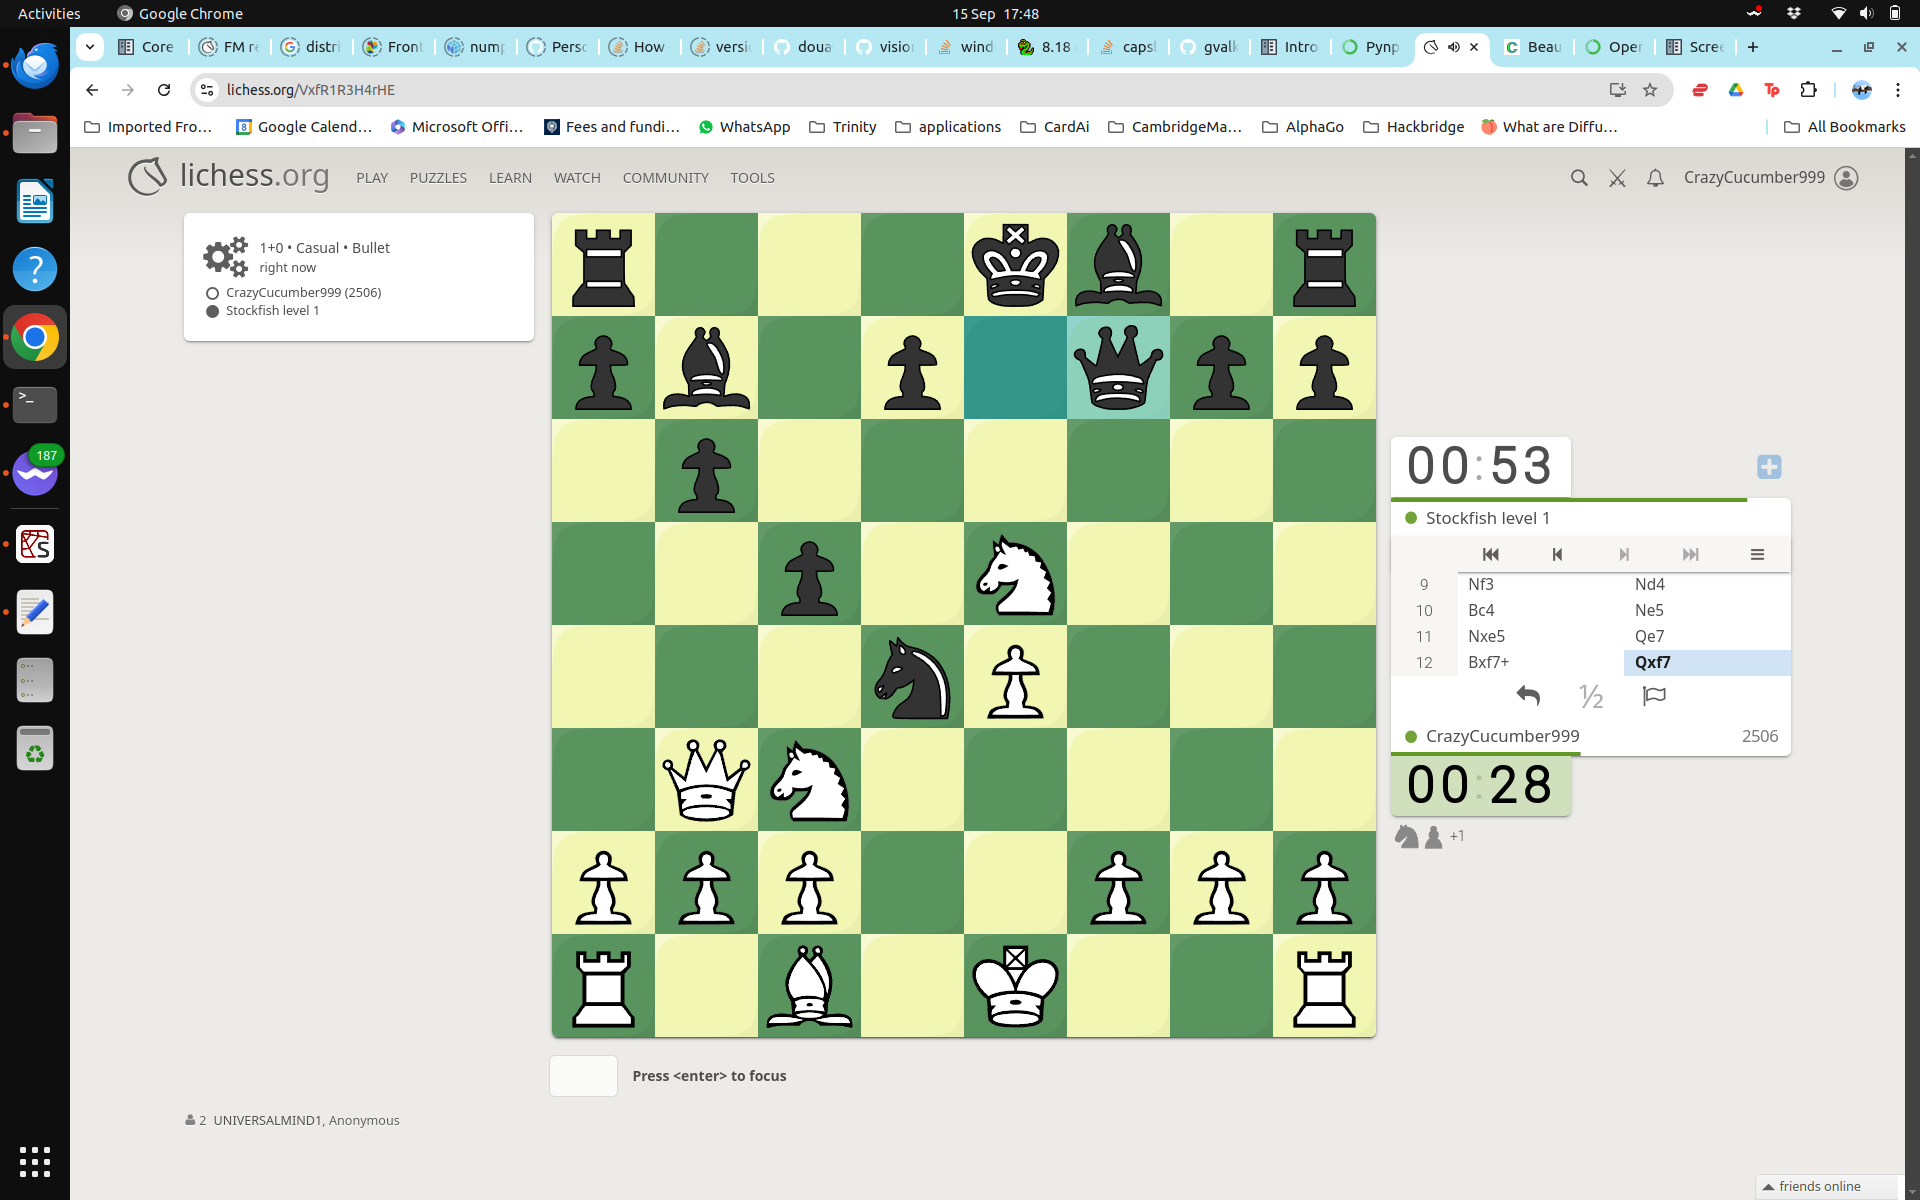 Activities Google Chrome 15 Sep 17:48
Core FM re distri Front nump Perso How versio doua vision wind 8.18 capsl gvalk Intro Pynp Beau Oper Scree
lichess.org/VxfR1R3H4rHE
Imported Fro... Google Calend... Microsoft Offi... Fees and fundi... WhatsApp Trinity applications CardAi CambridgeMa... AlphaGo Hackbridge What are Diffu... All Bookmarks
lichess.org PLAY PUZZLES LEARN WATCH COMMUNITY TOOLS CrazyCucumber999
1+0 • Casual • Bullet
right now
CrazyCucumber999 (2506)
Stockfish level 1
187
00:53
Stockfish level 1
9 Nf3 Nd4
10 Bc4 Ne5
11 Nxe5 Qe7
12 Bxf7+ Qxf7
½
CrazyCucumber999 2506
00:28
+1
Press <enter> to focus
2 UNIVERSALMIND1, Anonymous
friends online